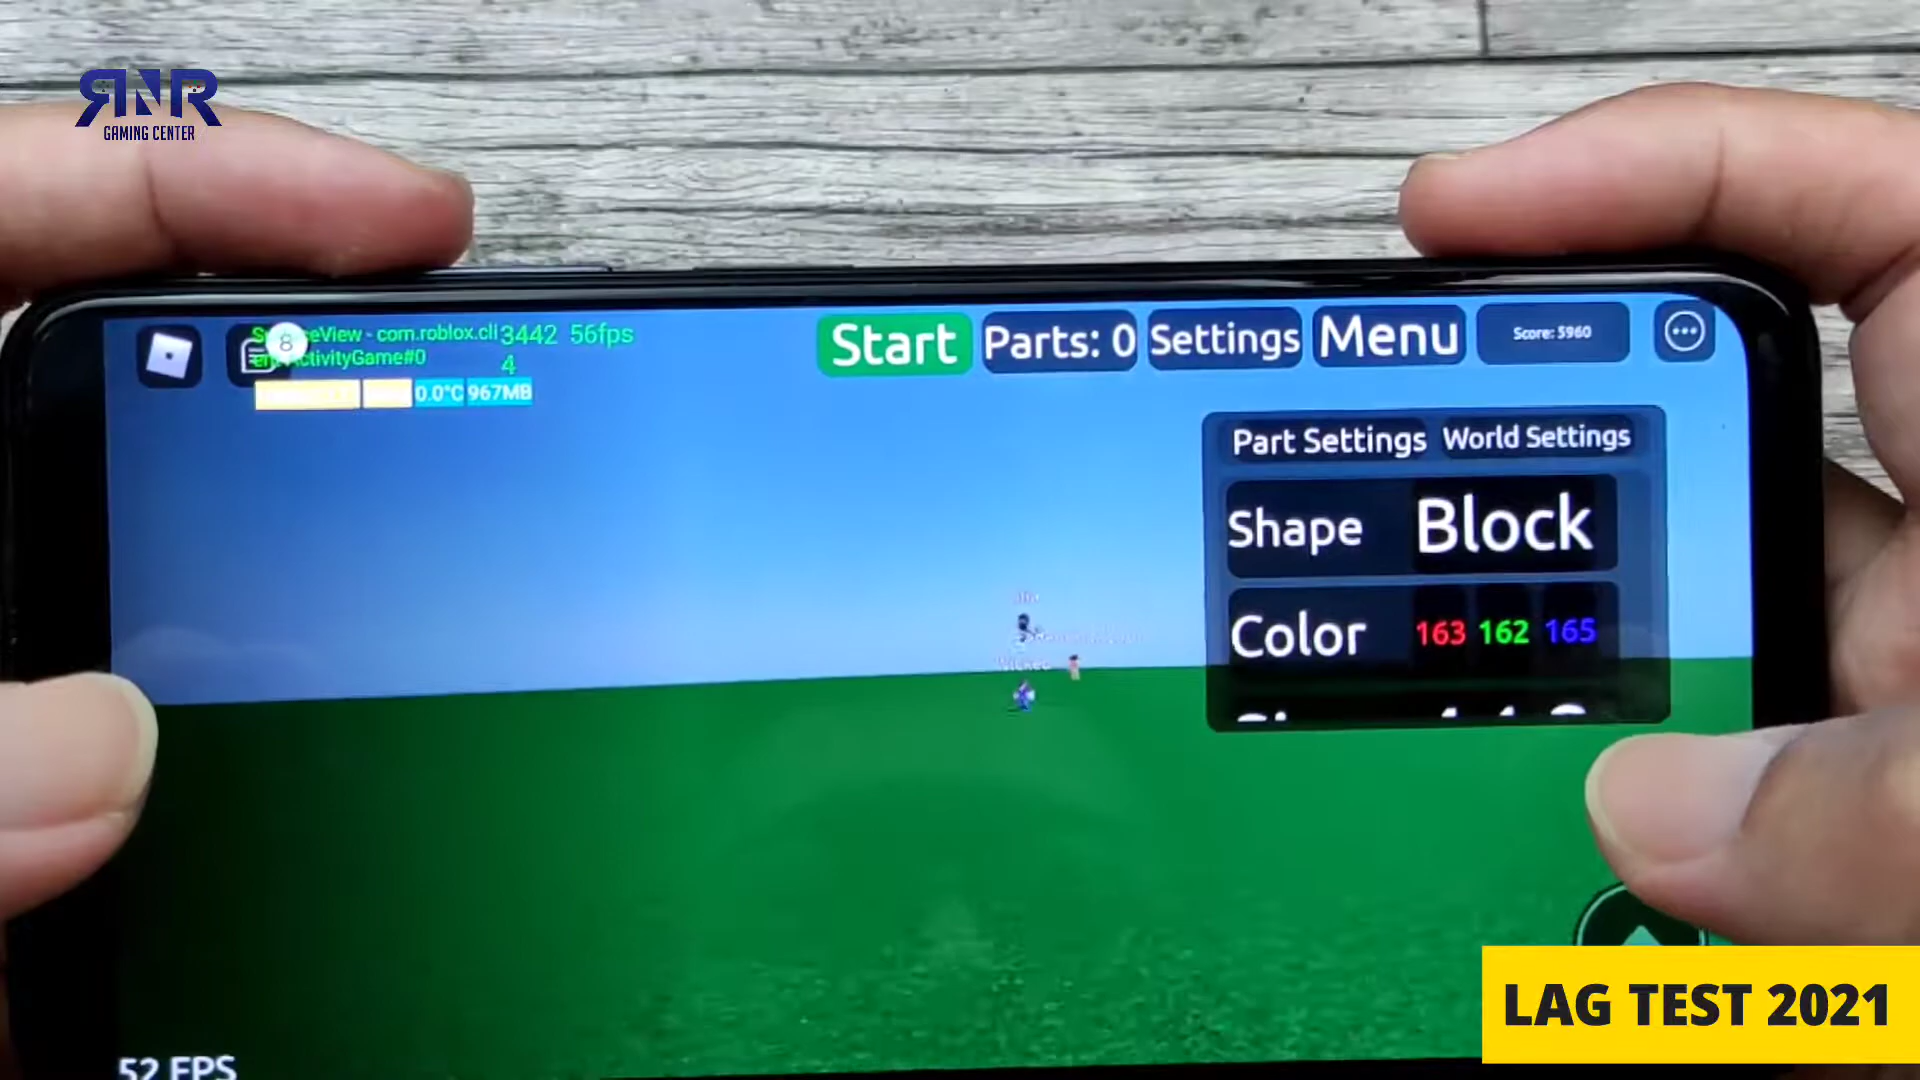 RNR
GAMING CENTER
Start
Parts: 0
Settings
Menu
Score: 5960
8
eView - com.roblox.cli
3442 56fps
ctivityGame#0
4
0.0°C 967MB
Part Settings
World Settings
Shape
Block
Color
163 162 165
52 FPS
LAG TEST 2021